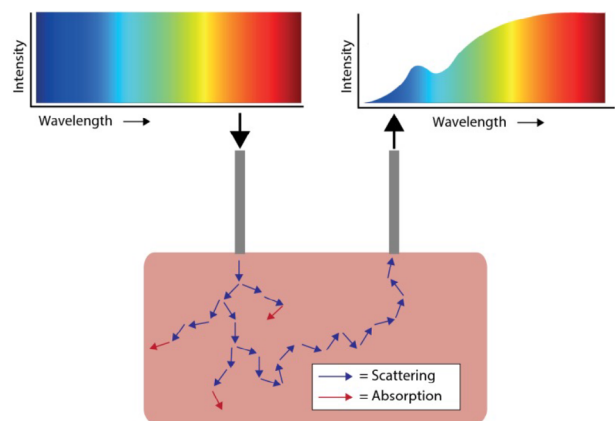 Intensity
Wavelength
Intensity
Wavelength
= Scattering
= Absorption